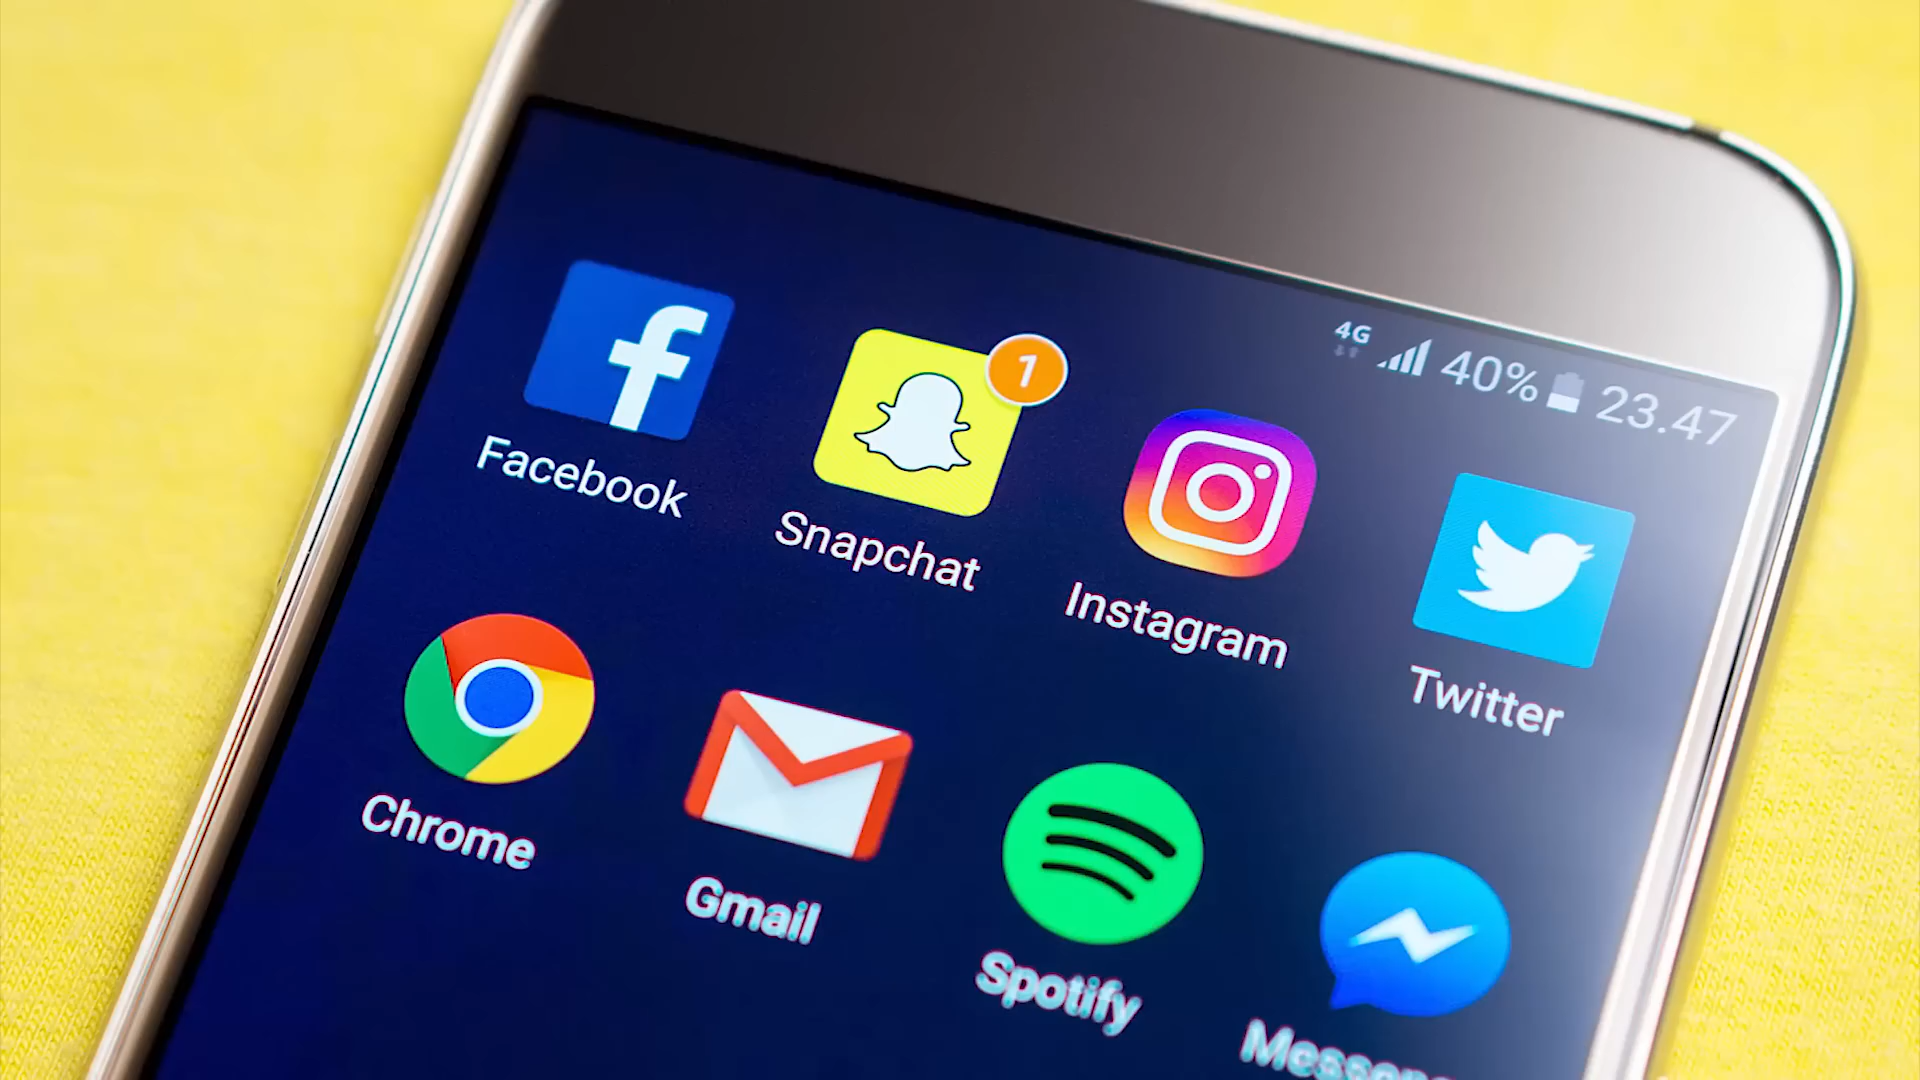 4G 40% 23.47
1
Facebook
Snapchat
Instagram
Twitter
Chrome
Gmail
Spotify